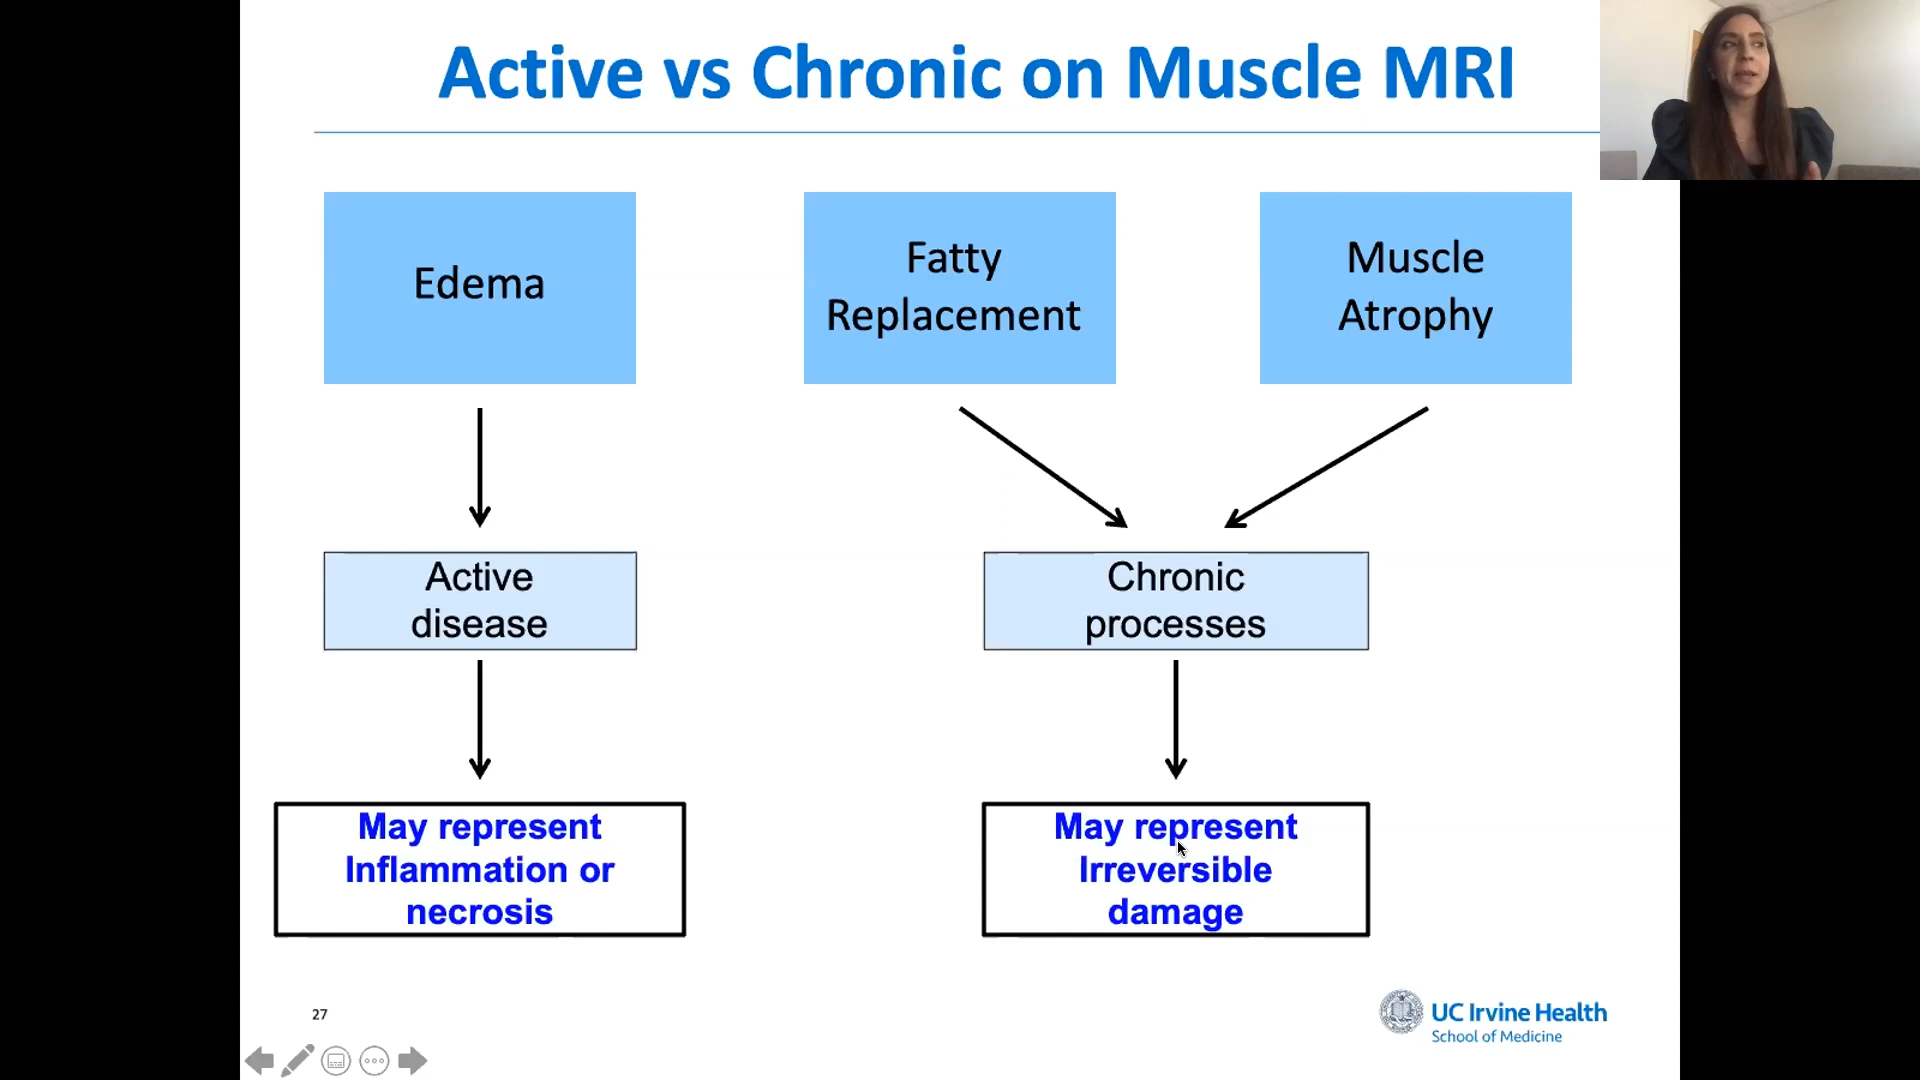 Active vs Chronic on Muscle MRI
Edema
Fatty
Replacement
Muscle
Atrophy
Active
disease
Chronic
processes
May represent
Inflammation or
necrosis
May represent
Irreversible
damage
27
UC Irvine Health
School of Medicine